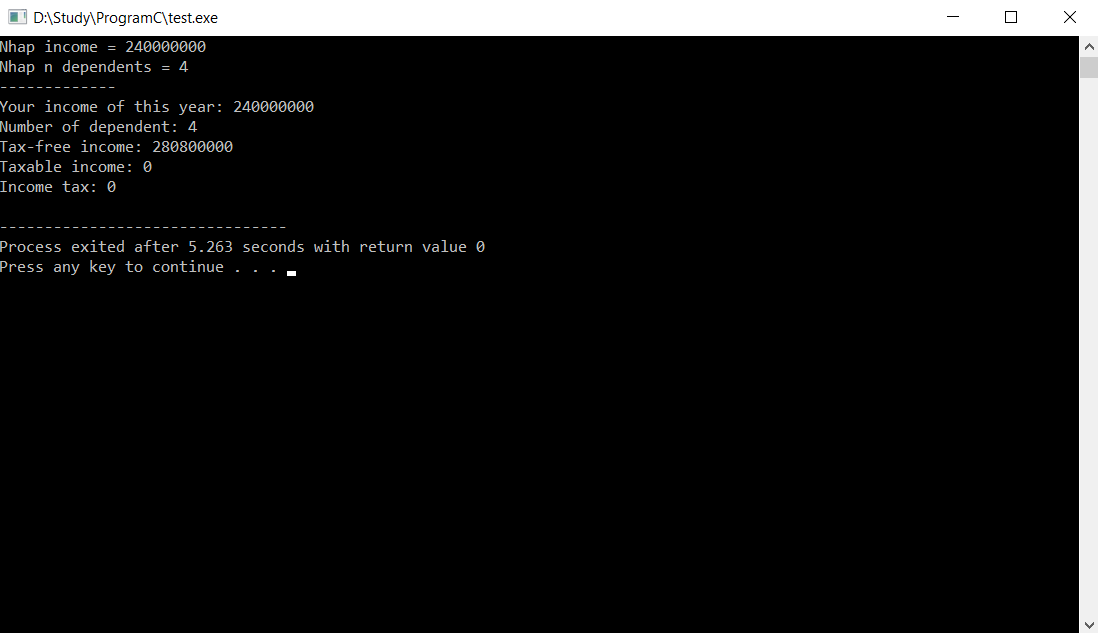 D:\Study\ProgramC\test.exe
Nhap income = 240000000
Nhap n dependents = 4
-------------
Your income of this year: 240000000
Number of dependent: 4
Tax-free income: 280800000
Taxable income: 0
Income tax: 0
--------------------------------
Process exited after 5.263 seconds with return value 0
Press any key to continue . . .